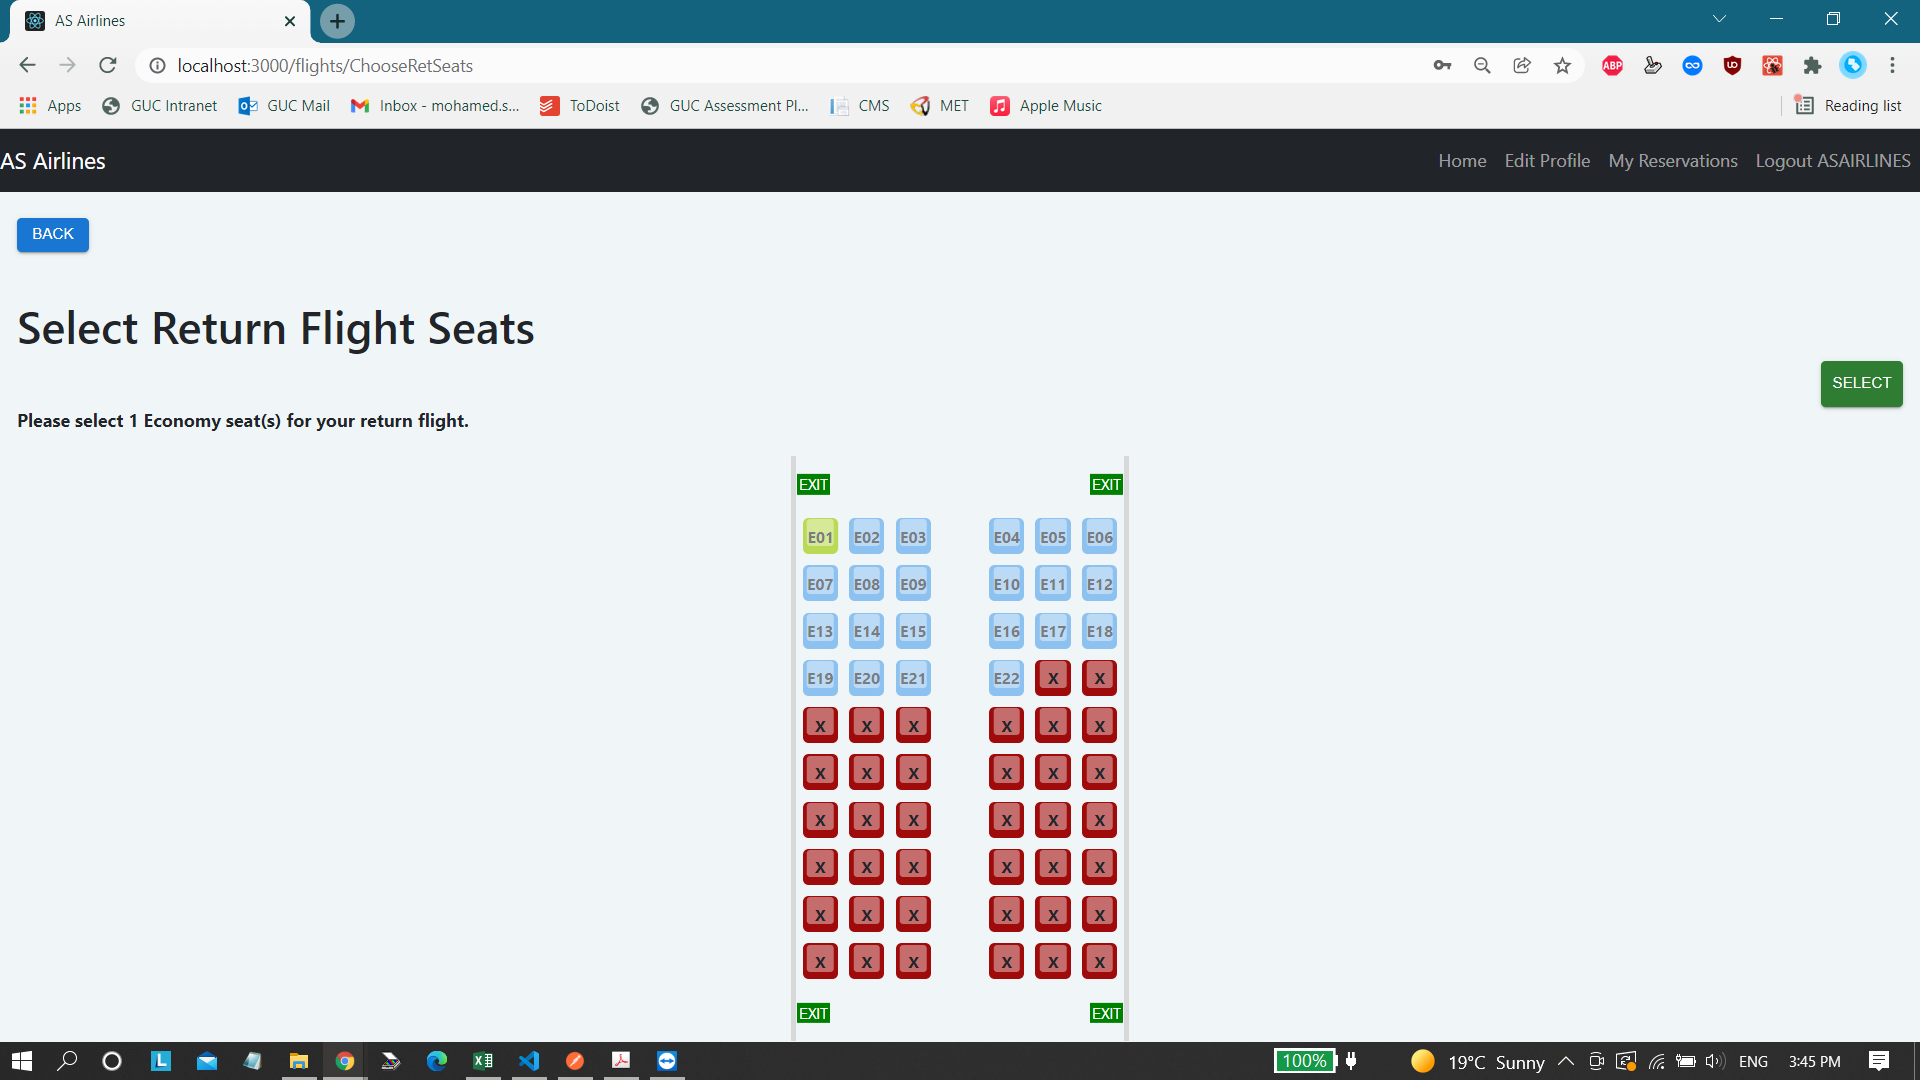 AS Airlines
localhost:3000/flights/ChooseRetSeats
ABP
Apps GUC Intranet GUC Mail Inbox - mohamed.s... ToDoist GUC Assessment Pl... CMS MET Apple Music Reading list
AS Airlines Home Edit Profile My Reservations Logout ASAIRLINES
BACK
Select Return Flight Seats
SELECT
Please select 1 Economy seat(s) for your return flight.
EXIT EXIT
E01 E02 E03 E04 E05 E06
E07 E08 E09 E10 E11 E12
E13 E14 E15 E16 E17 E18
E19 E20 E21 E22 X X
X X X X X X
X X X X X X
X X X X X X
X X X X X X
X X X X X X
X X X X X X
EXIT EXIT
100% 19°C Sunny ENG 3:45 PM